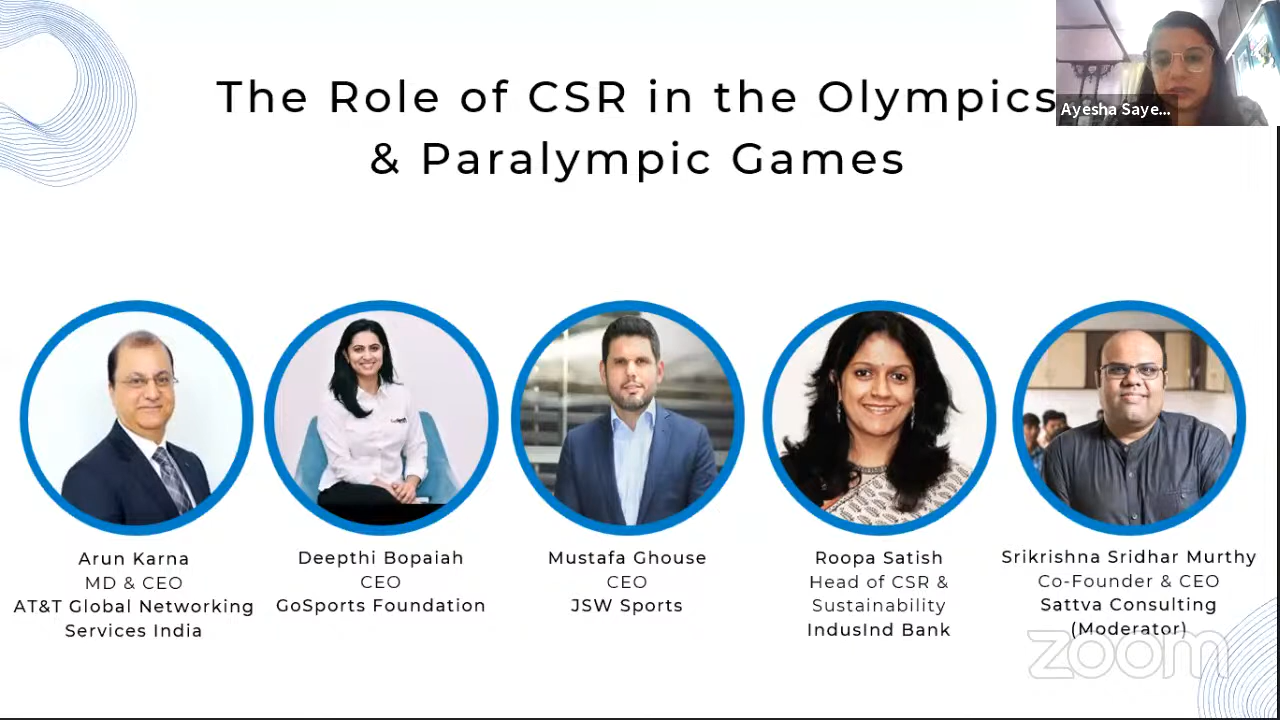 The Role of CSR in the Olympics
& Paralympic Games
Ayesha Saye...
Arun Karna
MD & CEO
AT&T Global Networking
Services India
Deepthi Bopaiah
CEO
GoSports Foundation
Mustafa Ghouse
CEO
JSW Sports
Roopa Satish
Head of CSR &
Sustainability
IndusInd Bank
Srikrishna Sridhar Murthy
Co-Founder & CEO
Sattva Consulting
(Moderator)
zoom